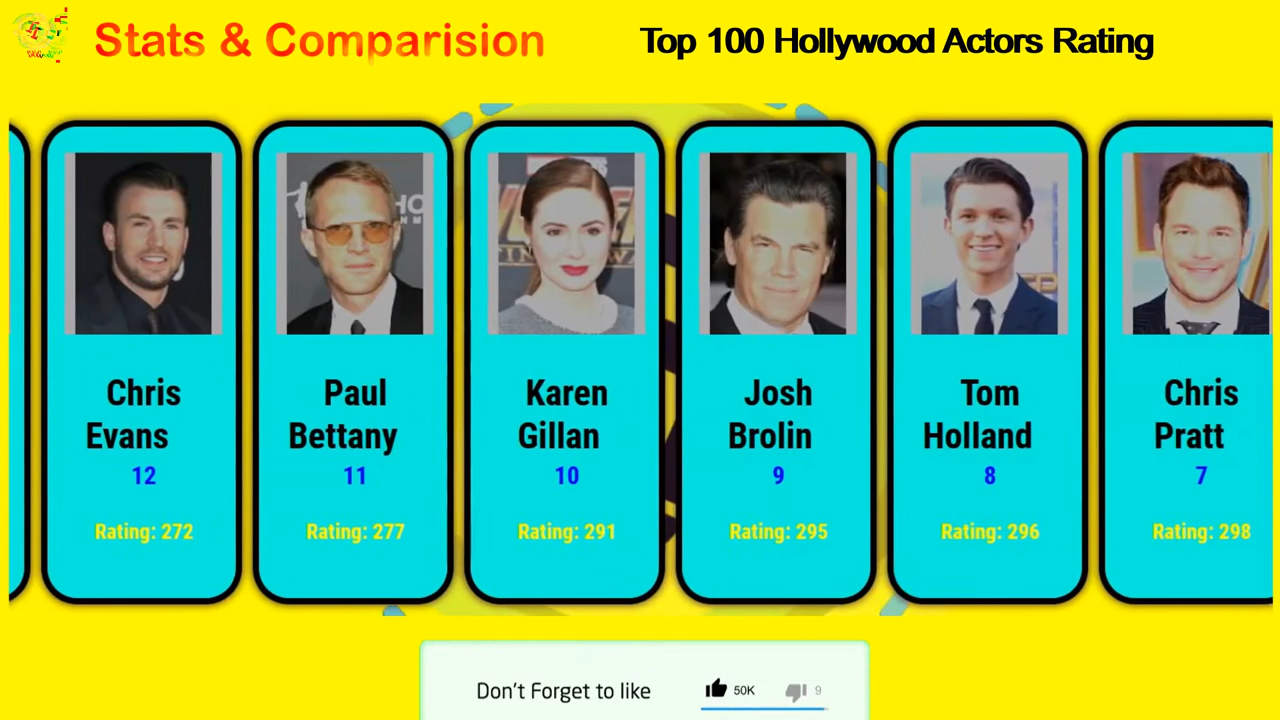 Stats & Comparision
Top 100 Hollywood Actors Rating
Chris
Evans
12
Rating: 272
Paul
Bettany
11
Rating: 277
Karen
Gillan
10
Rating: 291
Josh
Brolin
9
Rating: 295
Tom
Holland
8
Rating: 296
Chris
Pratt
7
Rating: 298
Don't Forget to like
50K
9